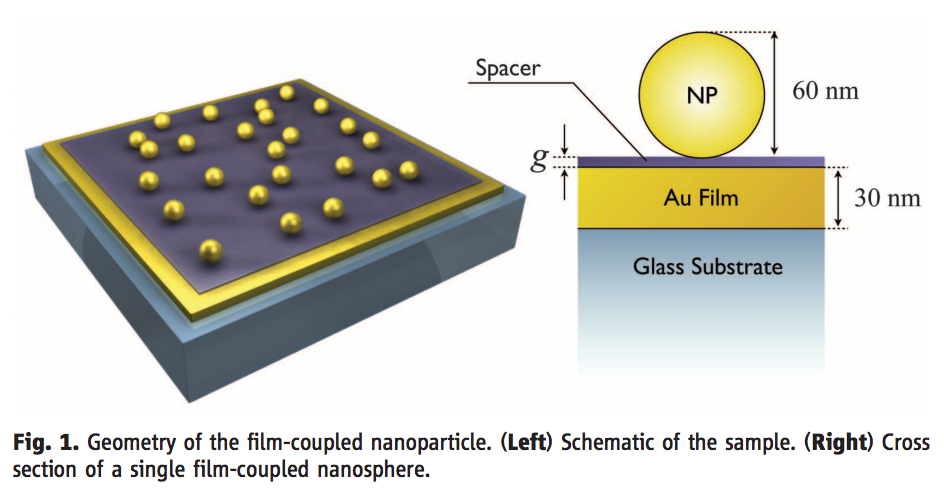 Spacer
NP
60 nm
g
Au Film
30 nm
Glass Substrate
Fig. 1. Geometry of the film-coupled nanoparticle. (Left) Schematic of the sample. (Right) Cross
section of a single film-coupled nanosphere.